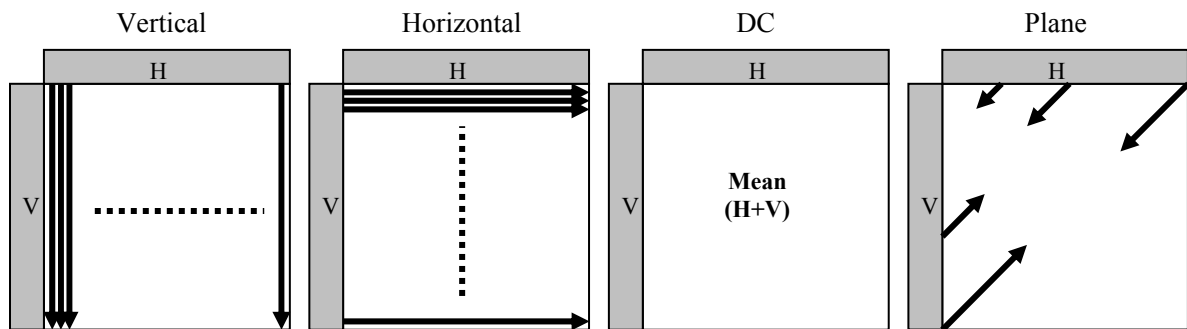 Vertical
Horizontal
DC
Plane
H
H
H
H
V
V
V
V
Mean
(H+V)